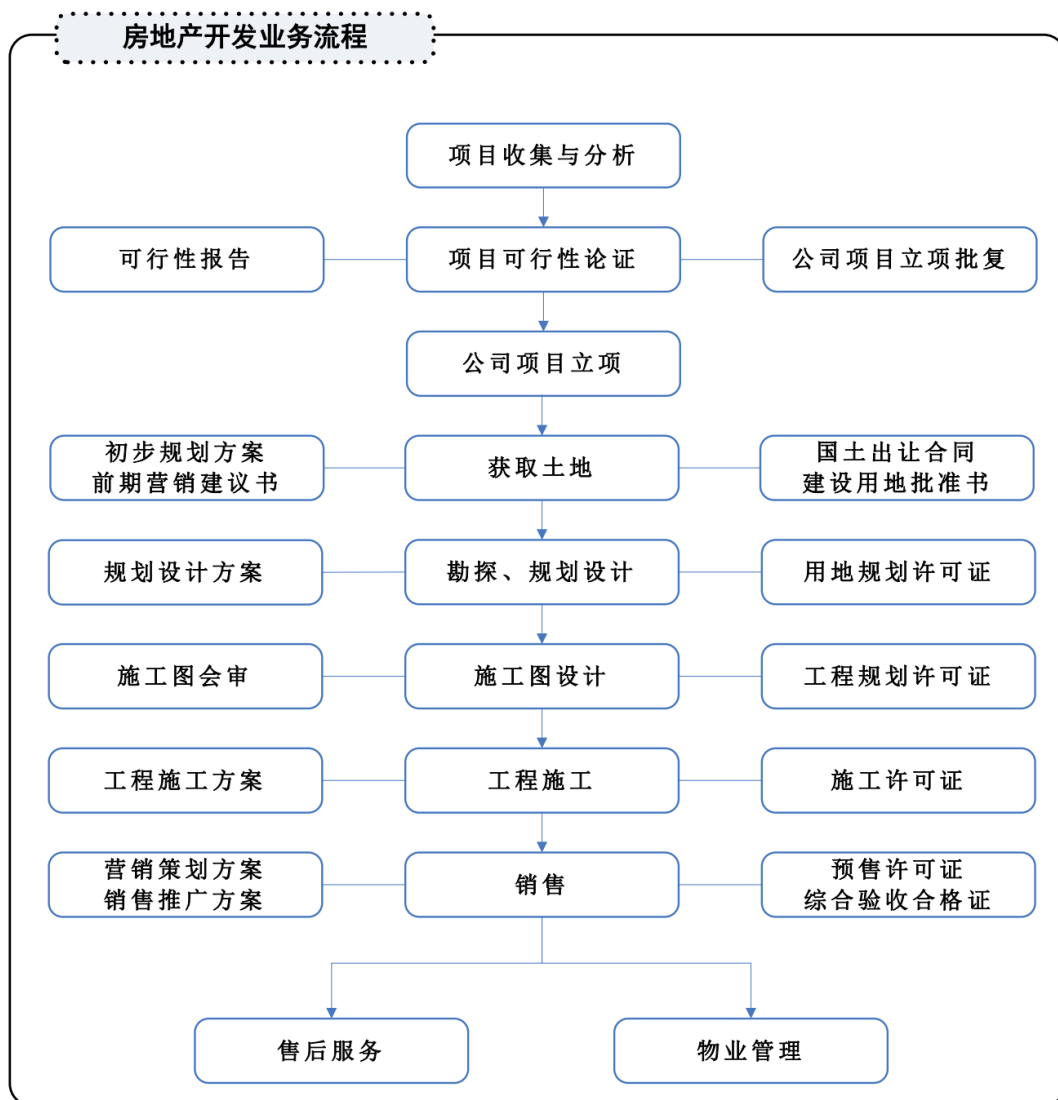 房地产开发业务流程
项目收集与分析
可行性报告
项目可行性论证
公司项目立项批复
公司项目立项
初步规划方案
前期营销建议书
获取土地
国土出让合同
建设用地批准书
规划设计方案
勘探、规划设计
用地规划许可证
施工图会审
施工图设计
工程规划许可证
工程施工方案
工程施工
施工许可证
营销策划方案
销售推广方案
销售
预售许可证
综合验收合格证
售后服务
物业管理